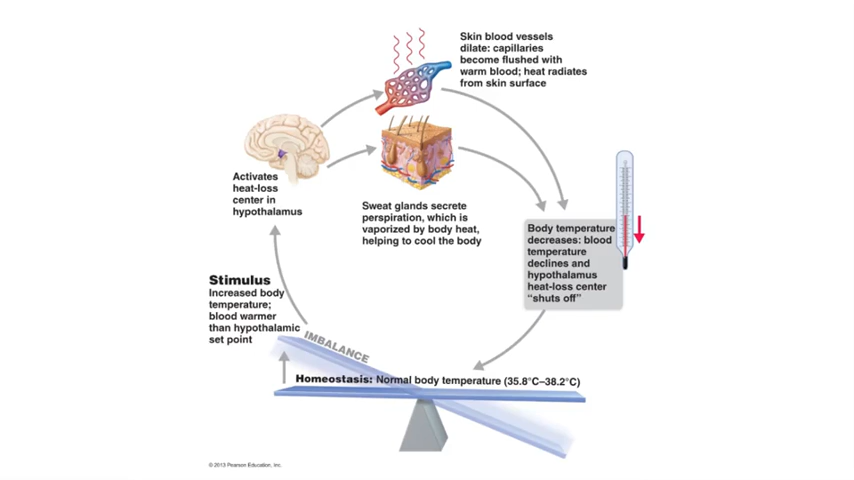 Skin blood vessels
dilate: capillaries
become flushed with
warm blood; heat radiates
from skin surface
Activates
heat-loss
center in
hypothalamus
Sweat glands secrete
perspiration, which is
vaporized by body heat,
helping to cool the body
Body temperature
decreases: blood
temperature
declines and
hypothalamus
heat-loss center
“shuts off”
Stimulus
Increased body
temperature;
blood warmer
than hypothalamic
set point
IMBALANCE
Homeostasis: Normal body temperature (35.8°C–38.2°C)
© 2013 Pearson Education, Inc.